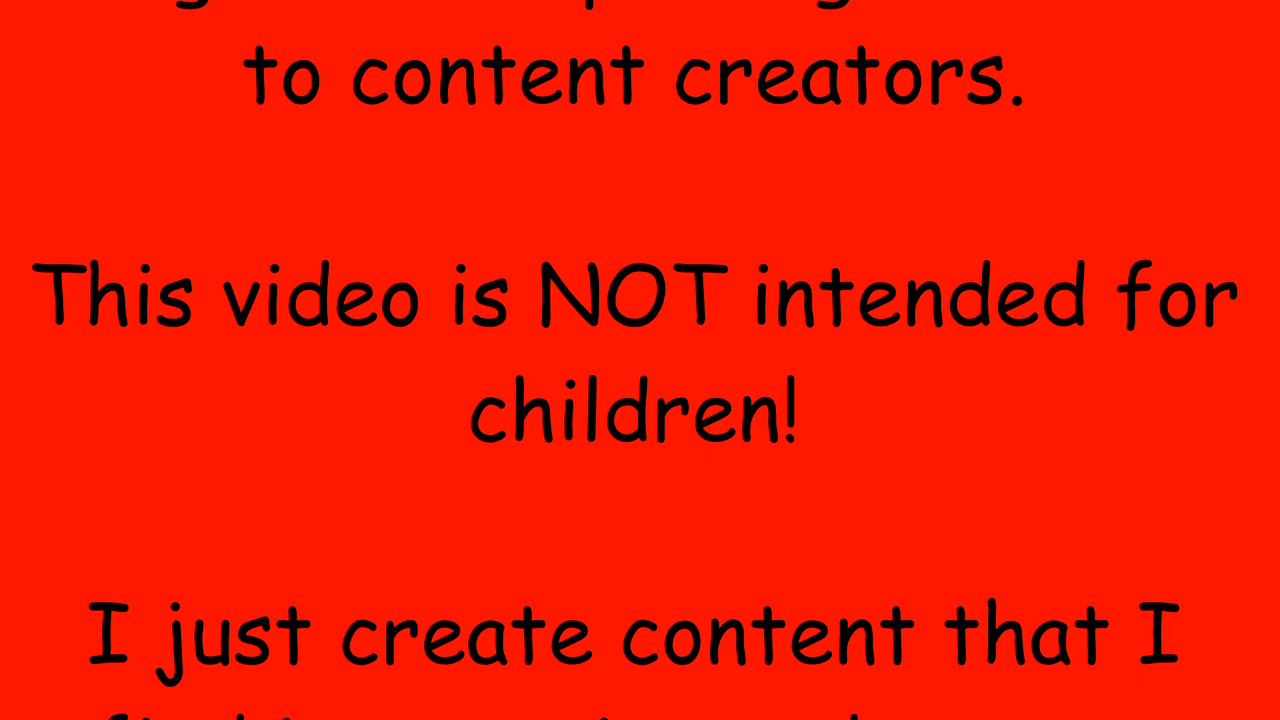 to content creators.
This video is NOT intended for
children!
I just create content that I